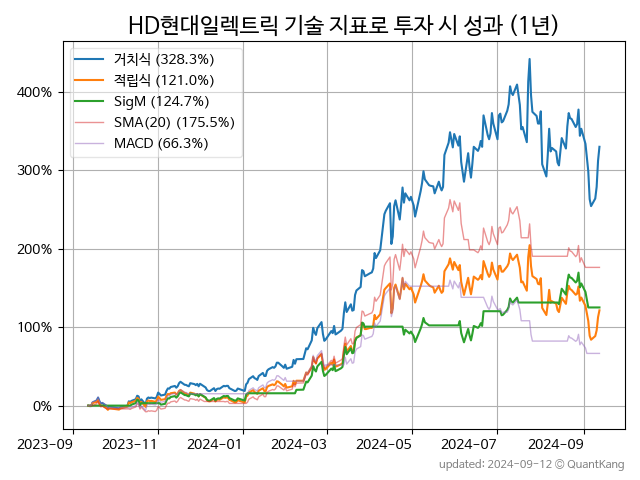 HD현대일렉트릭 기술 지표로 투자 시 성과 (1년)
거치식 (328.3%)
적립식 (121.0%)
SigM (124.7%)
SMA(20) (175.5%)
MACD (66.3%)
400%
300%
200%
100%
0%
2023-09 2023-11 2024-01 2024-03 2024-05 2024-07 2024-09
updated: 2024-09-12 © QuantKang